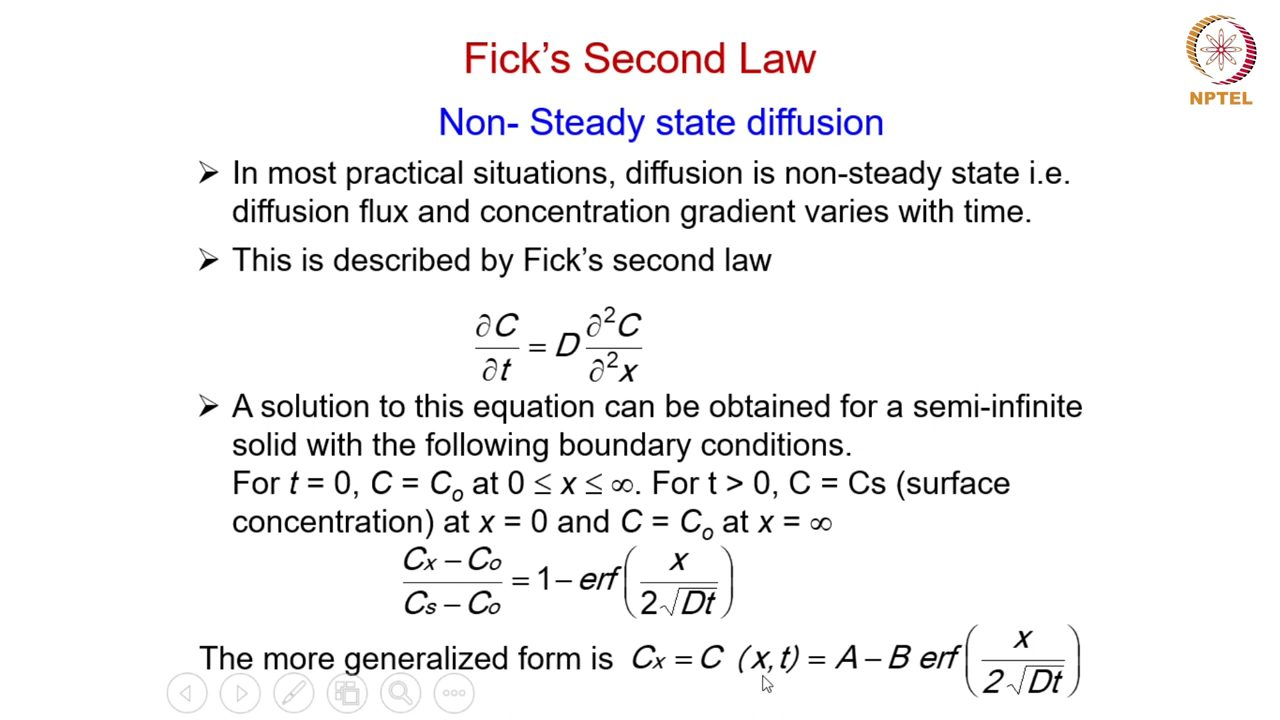 Fick's Second Law
NPTEL
Non- Steady state diffusion
➢ In most practical situations, diffusion is non-steady state i.e.
diffusion flux and concentration gradient varies with time.
➢ This is described by Fick's second law
∂C/∂t = D ∂²C/∂²x
➢ A solution to this equation can be obtained for a semi-infinite
solid with the following boundary conditions.
For t = 0, C = Cₒ at 0 ≤ x ≤ ∞. For t > 0, C = Cs (surface
concentration) at x = 0 and C = Cₒ at x = ∞
(Cx – Co)/(Cs – Co) = 1 – erf(x/(2√Dt))
The more generalized form is Cx = C (x,t) = A – B erf(x/(2√Dt))